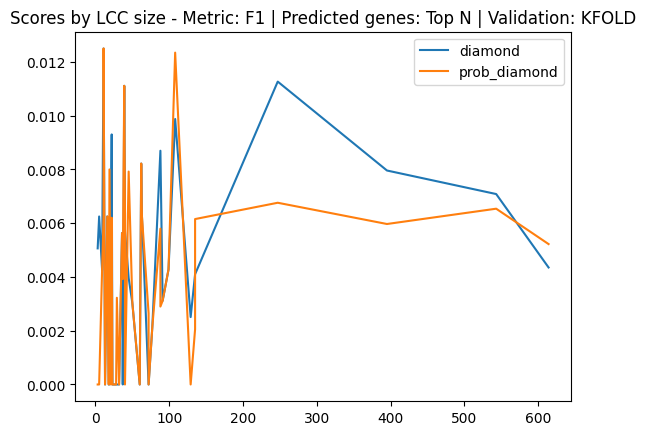 Scores by LCC size - Metric: F1 | Predicted genes: Top N | Validation: KFOLD
diamond
prob_diamond
0.012
0.010
0.008
0.006
0.004
0.002
0.000
0 100 200 300 400 500 600